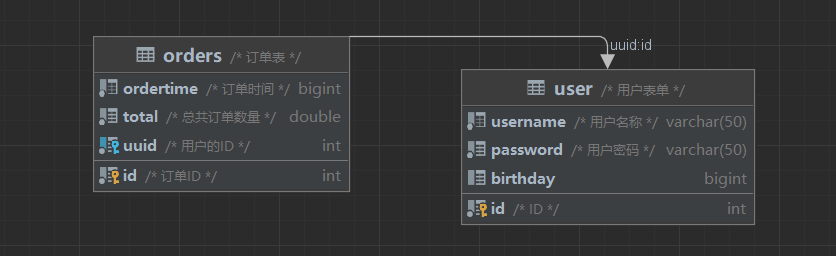 orders /* 订单表 */
ordertime /* 订单时间 */ bigint
total /* 总共订单数量 */ double
uuid /* 用户的ID */ int
id /* 订单ID */ int
uuid:id
user /* 用户表单 */
username /* 用户名称 */ varchar(50)
password /* 用户密码 */ varchar(50)
birthday bigint
id /* ID */ int